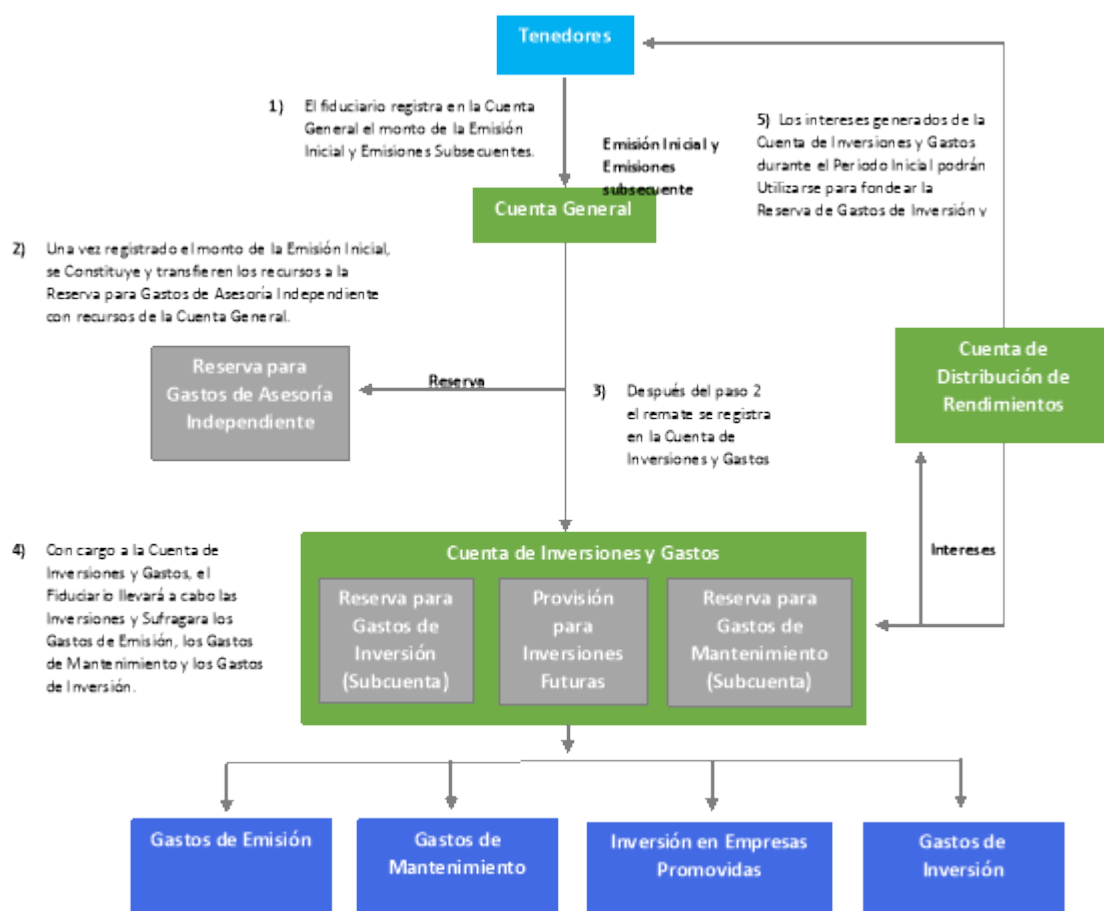 Tenedores
1) El fiduciario registra en la Cuenta
General el monto de la Emisión
Inicial y Emisiones Subsecuentes.
Emisión Inicial y
Emisiones
subsecuente
5) Los intereses generados de la
Cuenta de Inversiones y Gastos
durante el Periodo Inicial podrán
Utilizarse para fondear la
Reserva de Gastos de Inversión y
Cuenta General
2) Una vez registrado el monto de la Emisión Inicial,
se Constituye y transfieren los recursos a la
Reserva para Gastos de Asesoría Independiente
con recursos de la Cuenta General.
Reserva para
Gastos de Asesoría
Independiente
Reserva
3) Después del paso 2
el remate se registra
en la Cuenta de
Inversiones y Gastos
Cuenta de
Distribución de
Rendimientos
Intereses
4) Con cargo a la Cuenta de
Inversiones y Gastos, el
Fiduciario llevará a cabo las
Inversiones y Sufragara los
Gastos de Emisión, los Gastos
de Mantenimiento y los Gastos
de Inversión.
Cuenta de Inversiones y Gastos
Reserva para
Gastos de
Inversión
(Subcuenta)
Provisión
para
Inversiones
Futuras
Reserva para
Gastos de
Mantenimiento
(Subcuenta)
Gastos de Emisión
Gastos de
Mantenimiento
Inversión en Empresas
Promovidas
Gastos de
Inversión